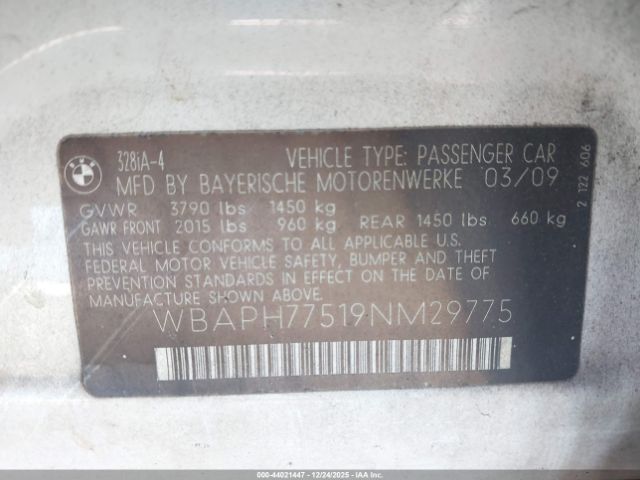 BMW
328iA-4 VEHICLE TYPE: PASSENGER CAR
MFD BY BAYERISCHE MOTORENWERKE 03/09
GVWR 3790 lbs 1450 kg
GAWR FRONT 2015 lbs 960 kg REAR 1450 lbs 660 kg
THIS VEHICLE CONFORMS TO ALL APPLICABLE U.S.
FEDERAL MOTOR VEHICLE SAFETY, BUMPER AND THEFT
PREVENTION STANDARDS IN EFFECT ON THE DATE OF
MANUFACTURE SHOWN ABOVE.
WBAPH77519NM29775
2 122 606
000-44021447 - 12/24/2025 - IAAI.COM